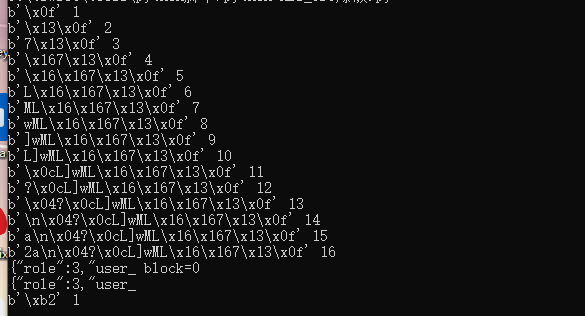 b'\x0f' 1
b'\x13\x0f' 2
b'7\x13\x0f' 3
b'\x167\x13\x0f' 4
b'\x16\x167\x13\x0f' 5
b'L\x16\x167\x13\x0f' 6
b'ML\x16\x167\x13\x0f' 7
b'wML\x16\x167\x13\x0f' 8
b']wML\x16\x167\x13\x0f' 9
b'L]wML\x16\x167\x13\x0f' 10
b'\x0cL]wML\x16\x167\x13\x0f' 11
b'?\x0cL]wML\x16\x167\x13\x0f' 12
b'\x04?\x0cL]wML\x16\x167\x13\x0f' 13
b'\n\x04?\x0cL]wML\x16\x167\x13\x0f' 14
b'a\n\x04?\x0cL]wML\x16\x167\x13\x0f' 15
b'2a\n\x04?\x0cL]wML\x16\x167\x13\x0f' 16
{"role":3,"user_ block=0
{"role":3,"user_
b'\xb2' 1